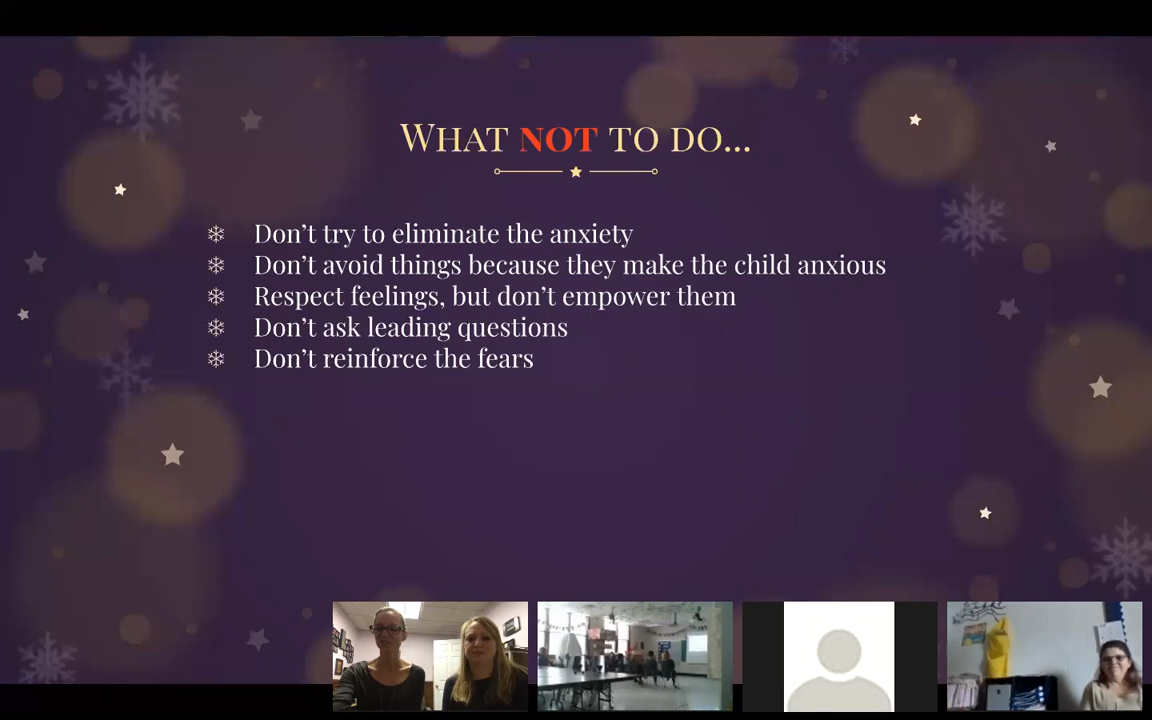 What NOT to do...
Don't try to eliminate the anxiety
Don't avoid things because they make the child anxious
Respect feelings, but don't empower them
Don't ask leading questions
Don't reinforce the fears